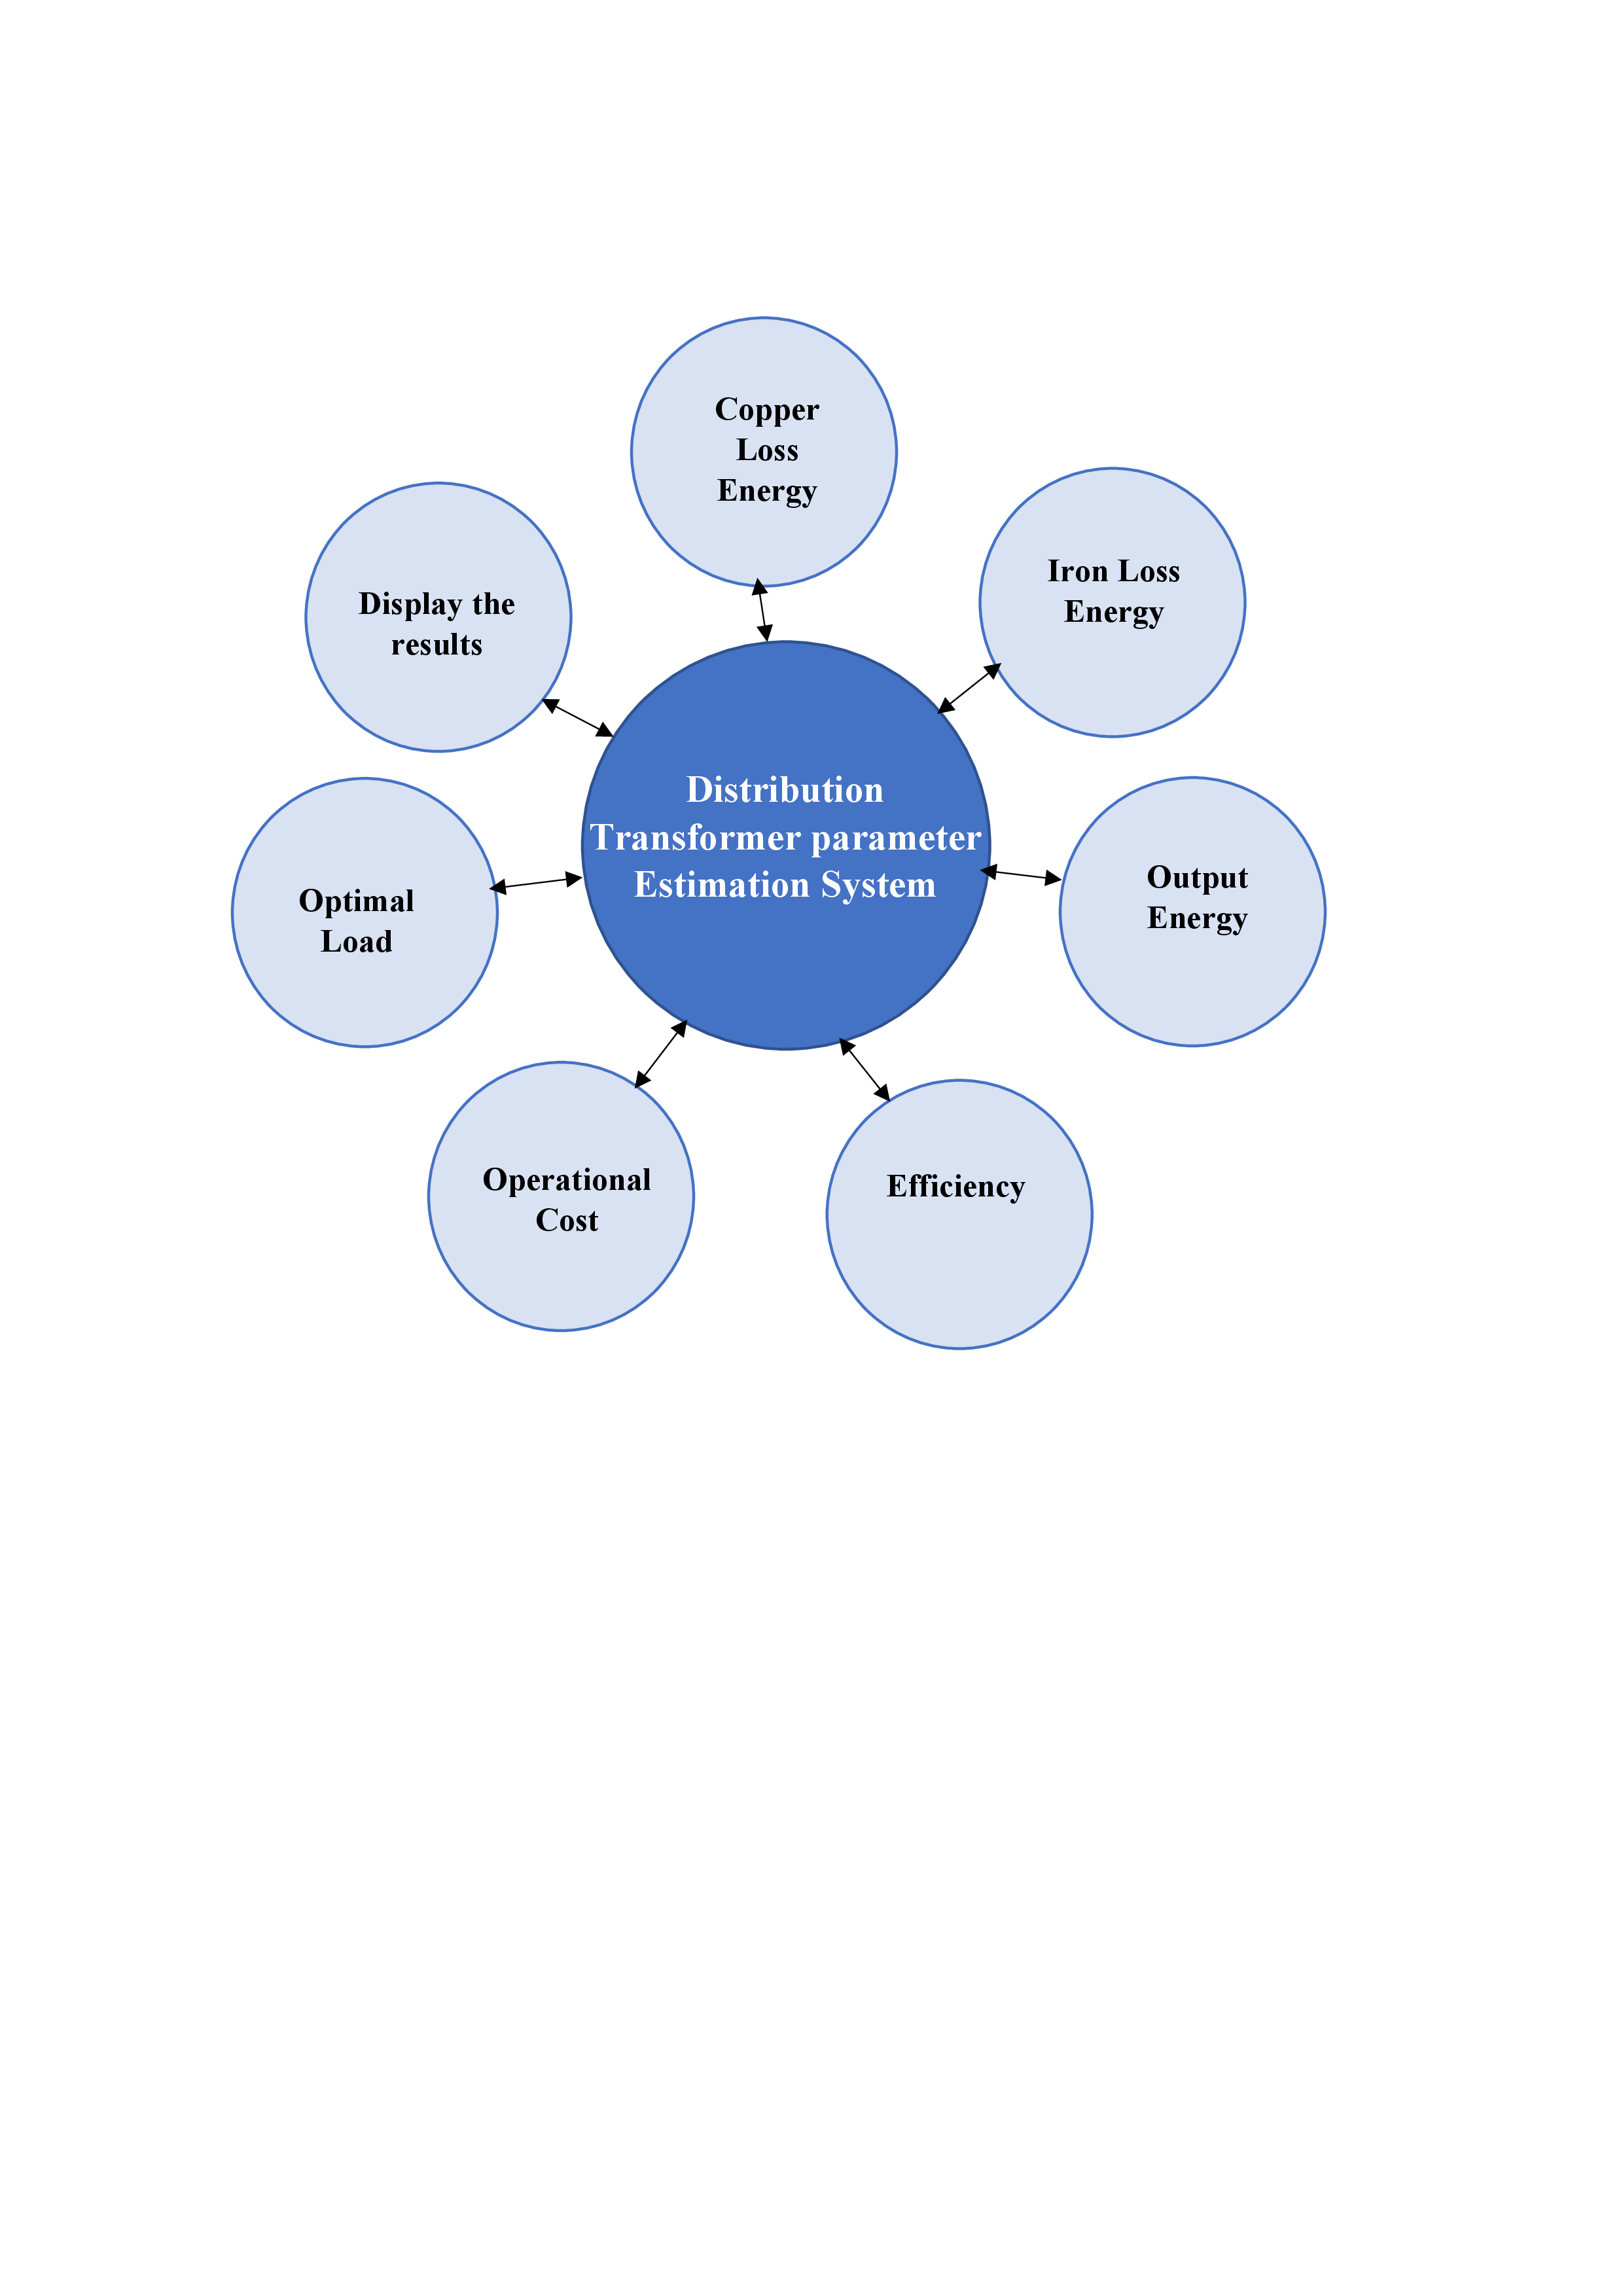 Copper
Loss
Energy
Iron Loss
Energy
Display the
results
Distribution
Transformer parameter
Estimation System
Output
Energy
Optimal
Load
Operational
Cost
Efficiency